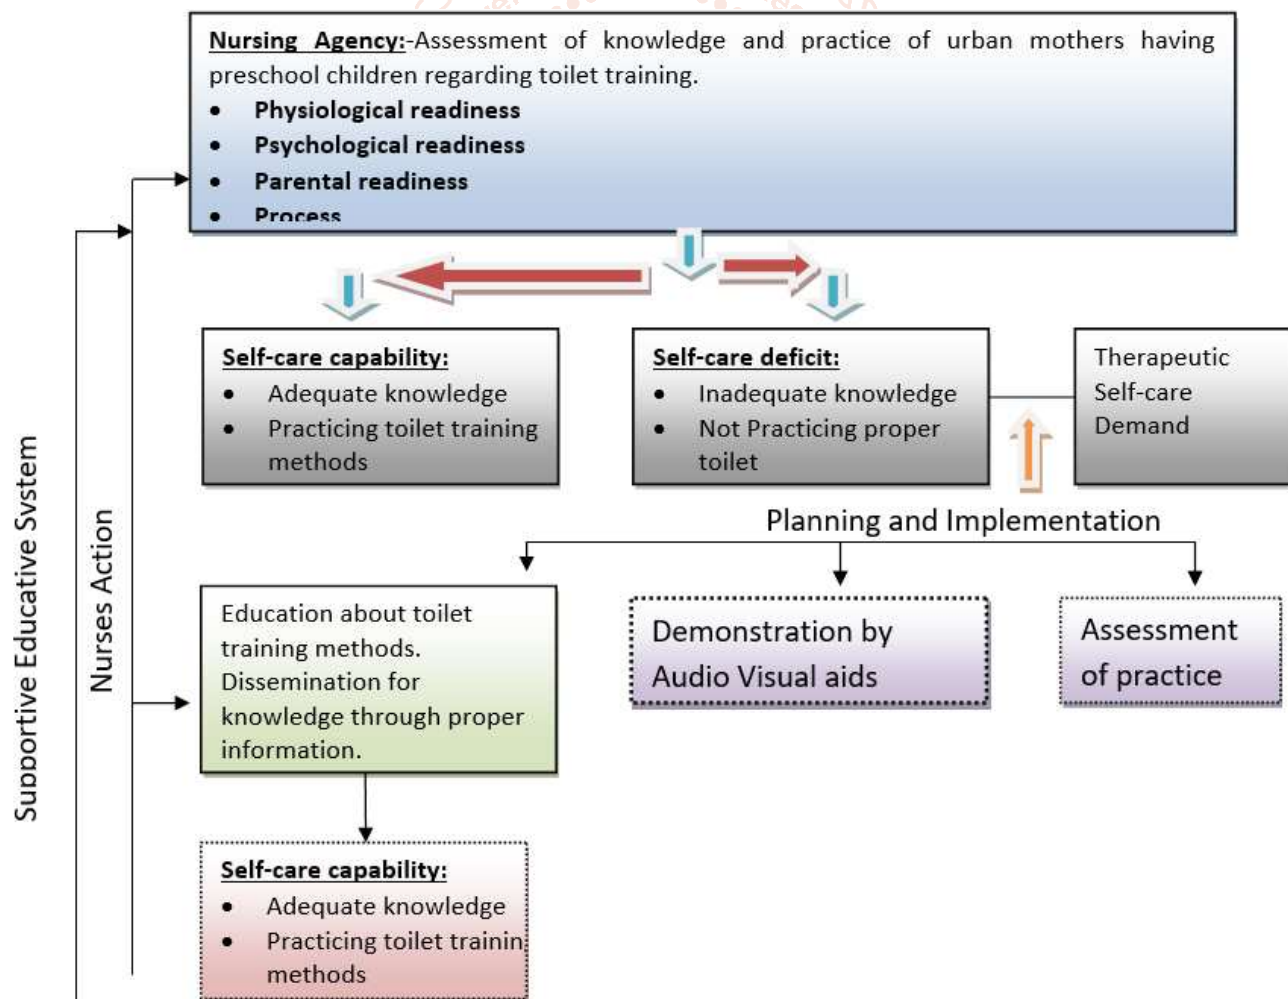 Nursing Agency:-Assessment of knowledge and practice of urban mothers having
preschool children regarding toilet training.
• Physiological readiness
• Psychological readiness
• Parental readiness
• Process
Self-care capability:
• Adequate knowledge
• Practicing toilet training
methods
Self-care deficit:
• Inadequate knowledge
• Not Practicing proper
toilet
Therapeutic
Self-care
Demand
Supportive Educative System
Nurses Action
Planning and Implementation
Education about toilet
training methods.
Dissemination for
knowledge through proper
information.
Demonstration by
Audio Visual aids
Assessment
of practice
Self-care capability:
• Adequate knowledge
• Practicing toilet trainin
methods